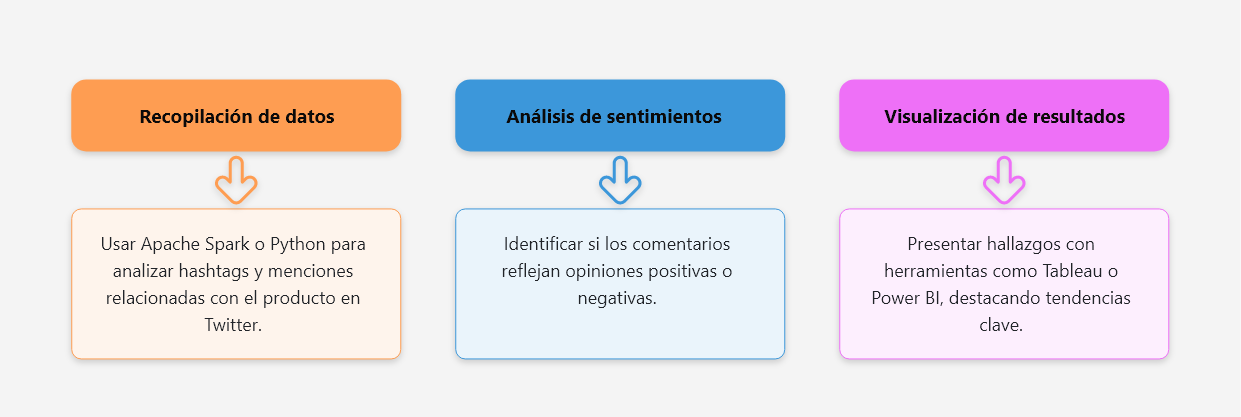 Recopilación de datos
Usar Apache Spark o Python para
analizar hashtags y menciones
relacionadas con el producto en
Twitter.
Análisis de sentimientos
Identificar si los comentarios
reflejan opiniones positivas o
negativas.
Visualización de resultados
Presentar hallazgos con
herramientas como Tableau o
Power BI, destacando tendencias
clave.